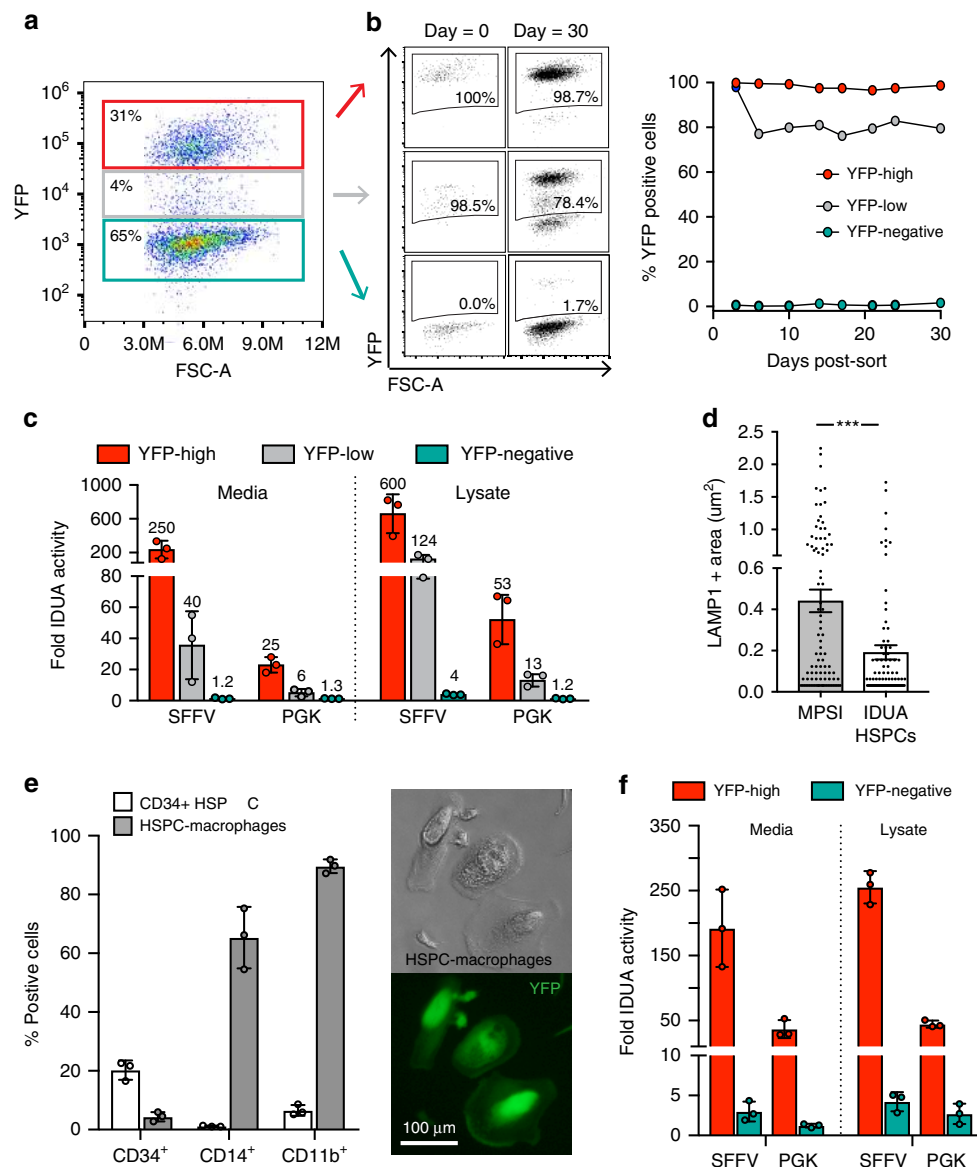 a
31%
4%
65%
10⁶
10⁵
10⁴
10³
10²
YFP
0
3.0M
6.0M
9.0M
12M
FSC-A
b
Day = 0
Day = 30
100%
98.7%
98.5%
78.4%
0.0%
1.7%
YFP
FSC-A
100
80
60
40
20
0
% YFP positive cells
YFP-high
YFP-low
YFP-negative
0
10
20
30
Days post-sort
c
YFP-high
YFP-low
YFP-negative
Media
Lysate
1000
600
200
80
60
40
20
0
Fold IDUA activity
250
40
1.2
25
6
1.3
600
124
4
53
13
1.2
SFFV
PGK
SFFV
PGK
d
***
2.5
2.0
1.5
1.0
0.6
0.4
0.2
0.0
LAMP1 + area (um²)
MPSI
IDUA
HSPCs
e
CD34+ HSP C
HSPC-macrophages
100
80
60
40
20
0
% Postive cells
CD34⁺
CD14⁺
CD11b⁺
HSPC-macrophages
YFP
100 μm
f
YFP-high
YFP-negative
Media
Lysate
350
250
150
50
10
5
0
Fold IDUA activity
SFFV
PGK
SFFV
PGK